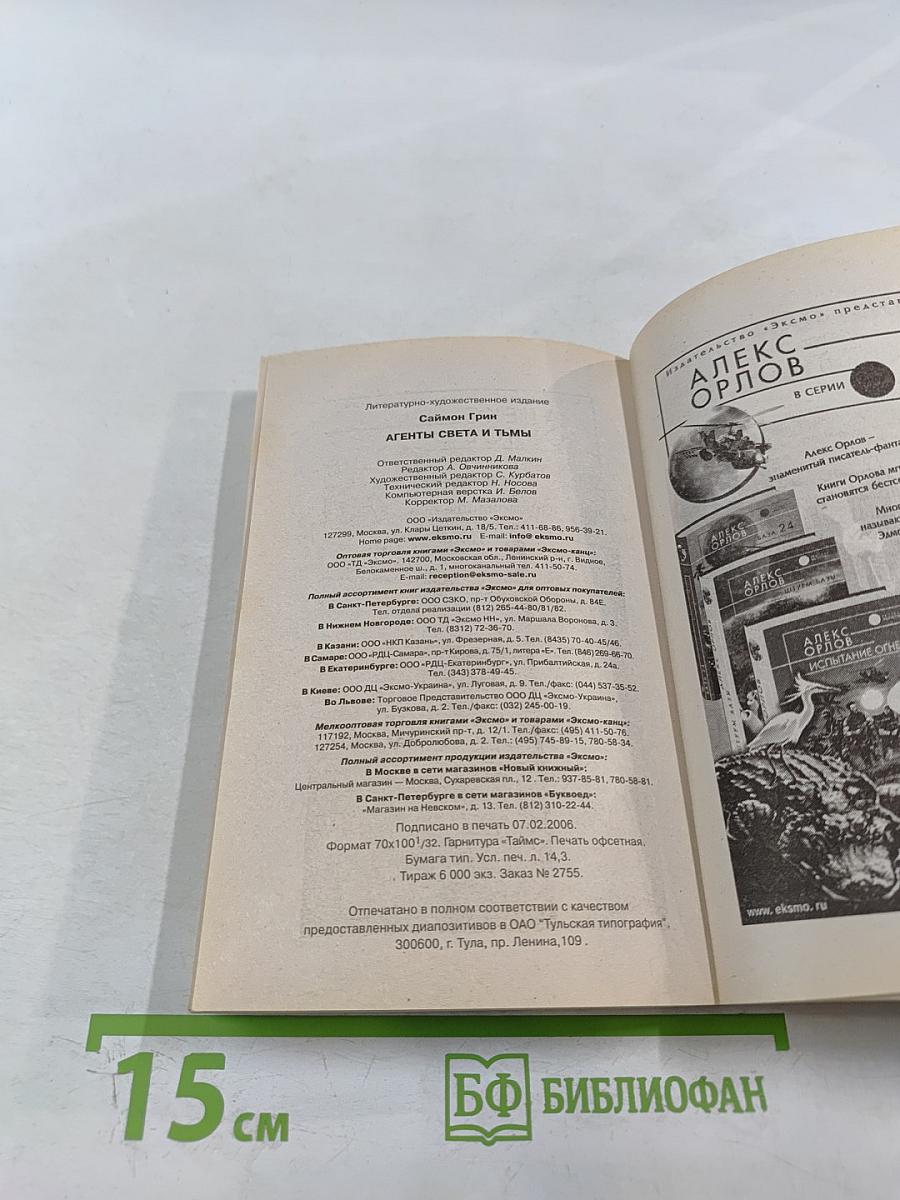 Литературно-художественное издание
Саймон Грин
АГЕНТЫ СВЕТА И ТЬМЫ
Ответственный редактор Д. Малкин
Редактор А. Овчинникова
Художественный редактор С. Курбатов
Технический редактор Н. Носова
Компьютерная верстка И. Белов
Корректор М. Мазалова
ООО «Издательство «Эксмо»
127299, Москва, ул. Клары Цеткин, д. 18/5. Тел.: 411-68-86, 956-39-21.
Home page: www.eksmo.ru E-mail: info@ eksmo.ru
Оптовая торговля книгами «Эксмо» и товарами «Эксмо-канц»:
ООО «ТД «Эксмо». 142700, Московская обл., Ленинский р-н, г. Видное,
Белокаменное ш., д. 1, многоканальный тел. 411-50-74.
E-mail: reception@eksmo-sale.ru
Полный ассортимент книг издательства «Эксмо» для оптовых покупателей:
В Санкт-Петербурге: ООО СЗКО, пр-т Обуховской Обороны, д. 84Е.
Тел. отдела реализации (812) 265-44-80/81/82.
В Нижнем Новгороде: ООО ТД «Эксмо НН», ул. Маршала Воронова, д. 3.
Тел. (8312) 72-36-70.
В Казани: ООО «НКП Казань», ул. Фрезерная, д. 5. Тел. (8435) 70-40-45/46.
В Самаре: ООО «РДЦ-Самара», пр-т Кирова, д. 75/1, литера «Е». Тел. (846) 269-66-70.
В Екатеринбурге: ООО «РДЦ-Екатеринбург», ул. Прибалтийская, д. 24а.
Тел. (343) 378-49-45.
В Киеве: ООО ДЦ «Эксмо-Украина», ул. Луговая, д. 9. Тел./факс: (044) 537-35-52.
Во Львове: Торговое Представительство ООО ДЦ «Эксмо-Украина»,
ул. Бузкова, д. 2. Тел./факс: (032) 245-00-19.
Мелкооптовая торговля книгами «Эксмо» и товарами «Эксмо-канц»:
117192, Москва, Мичуринский пр-т, д. 12/1. Тел./факс: (495) 411-50-76.
127254, Москва, ул. Добролюбова, д. 2. Тел.: (495) 745-89-15, 780-58-34.
Полный ассортимент продукции издательства «Эксмо»:
В Москве в сети магазинов «Новый книжный»:
Центральный магазин — Москва, Сухаревская пл., 12 . Тел.: 937-85-81, 780-58-81.
В Санкт-Петербурге в сети магазинов «Буквоед»:
«Магазин на Невском», д. 13. Тел. (812) 310-22-44.
Подписано в печать 07.02.2006.
Формат 70x100 1/32. Гарнитура «Таймс». Печать офсетная.
Бумага тип. Усл. печ. л. 14,3.
Тираж 6 000 экз. Заказ № 2755.
Отпечатано в полном соответствии с качеством
предоставленных диапозитивов в ОАО "Тульская типография".
300600, г. Тула, пр. Ленина,109 .
Издательство «Эксмо» представ
АЛЕКС
ОРЛОВ
В СЕРИИ
Алекс Орлов –
знаменитый писатель-фанта
Книги Орлова мг
становятся бестсе
Мног
называю
Эдмо
АЛЕКС
ОРЛОВ
БАЗА 24
АЛЕКС
ОРЛОВ
ШТУРМ БАЗЫ
АЛЕКС
ОРЛОВ
ИСПЫТАНИЕ ОГНЕ
www.eksmo.ru
15 см
БФ БИБЛИОФАН